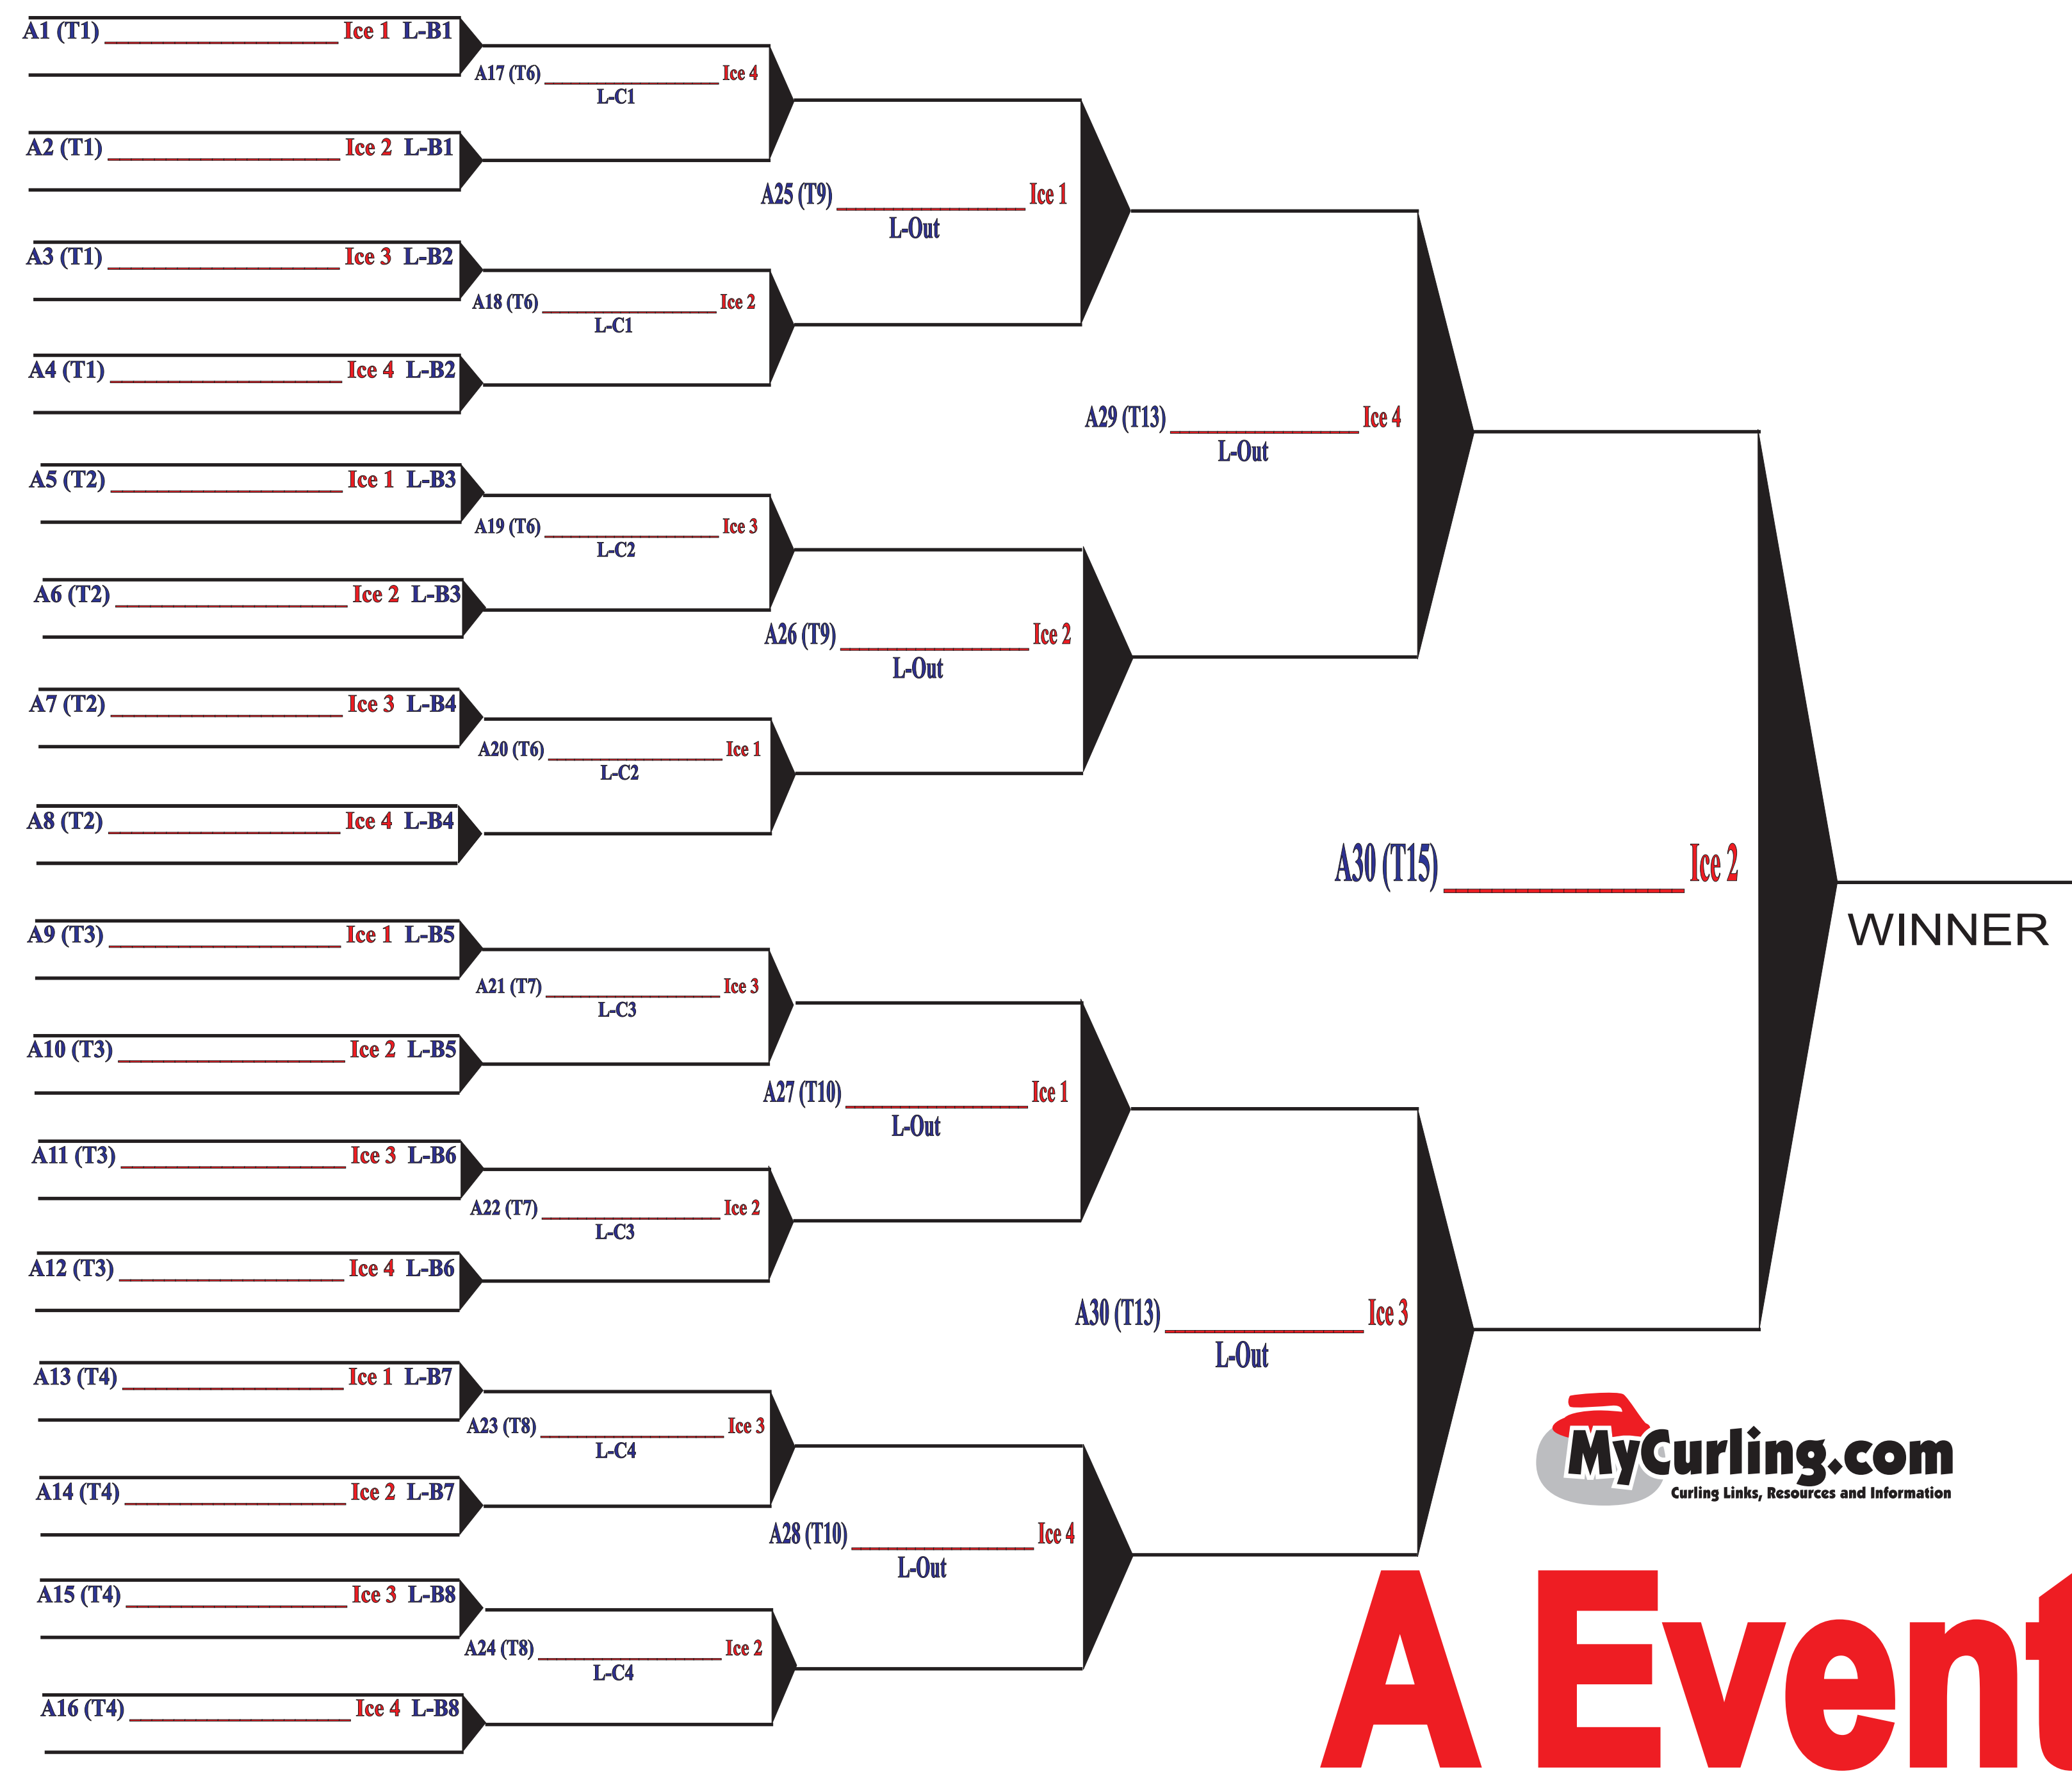 A1 (T1) Ice 1 L-B1
A2 (T1) Ice 2 L-B1
A3 (T1) Ice 3 L-B2
A4 (T1) Ice 4 L-B2
A5 (T2) Ice 1 L-B3
A6 (T2) Ice 2 L-B3
A7 (T2) Ice 3 L-B4
A8 (T2) Ice 4 L-B4
A9 (T3) Ice 1 L-B5
A10 (T3) Ice 2 L-B5
A11 (T3) Ice 3 L-B6
A12 (T3) Ice 4 L-B6
A13 (T4) Ice 1 L-B7
A14 (T4) Ice 2 L-B7
A15 (T4) Ice 3 L-B8
A16 (T4) Ice 4 L-B8
A17 (T6) Ice 4
L-C1
A18 (T6) Ice 2
L-C1
A19 (T6) Ice 3
L-C2
A20 (T6) Ice 1
L-C2
A21 (T7) Ice 3
L-C3
A22 (T7) Ice 2
L-C3
A23 (T8) Ice 3
L-C4
A24 (T8) Ice 2
L-C4
A25 (T9) Ice 1
L-Out
A26 (T9) Ice 2
L-Out
A27 (T10) Ice 1
L-Out
A28 (T10) Ice 4
L-Out
A29 (T13) Ice 4
L-Out
A30 (T13) Ice 3
L-Out
A30 (T15) Ice 2
WINNER
MyCurling.com
Curling Links, Resources and Information
A Event